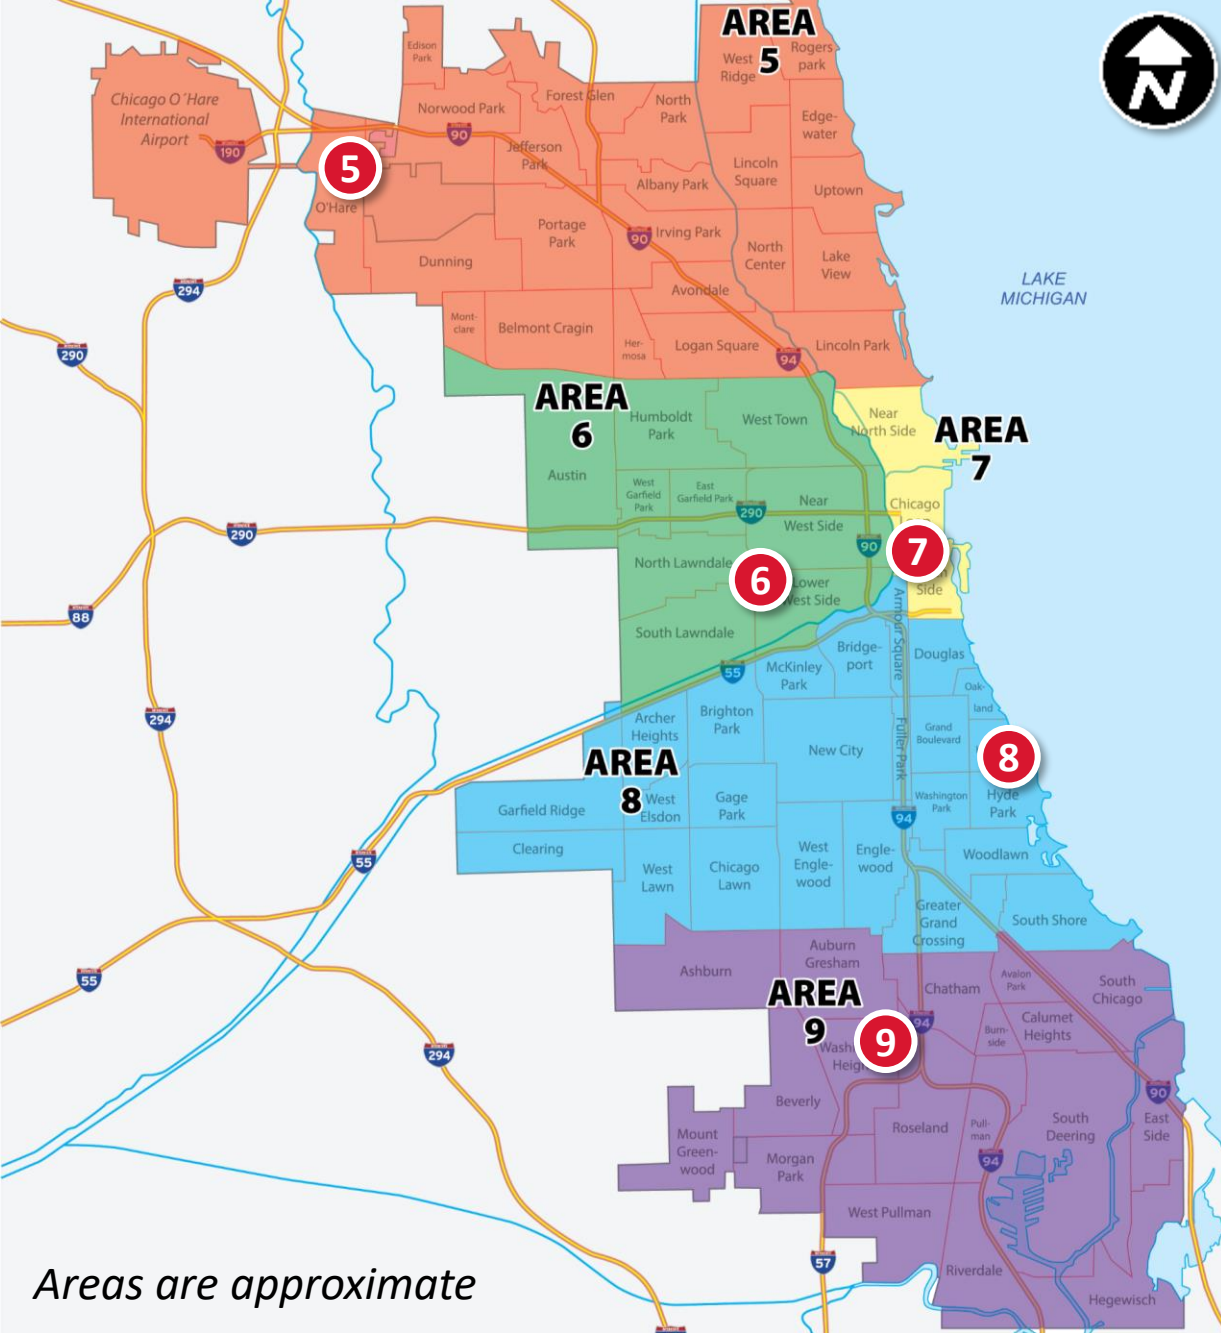 AREA
5
N
Edison
Park
West
Ridge
Rogers
park
Chicago O´Hare
International
Airport
Norwood Park
Forest Glen
North
Park
Edge-
water
190
90
5
Jefferson
Park
Lincoln
Square
Albany Park
Uptown
O'Hare
Portage
Park
90
Irving Park
North
Center
Lake
View
Dunning
294
Avondale
LAKE
MICHIGAN
Mont-
clare
Belmont Cragin
Her-
mosa
Logan Square
94
Lincoln Park
290
AREA
6
Humboldt
Park
West Town
Near
North Side
AREA
7
Austin
West
Garfield
Park
East
Garfield Park
290
Near
West Side
Chicago
290
90
7
North Lawndale
6
Lower
West Side
Side
88
South Lawndale
Armour Square
Bridge-
port
Douglas
55
McKinley
Park
Oak-
land
294
Archer
Heights
Brighton
Park
New City
Fuller Park
Grand
Boulevard
8
AREA
8
Garfield Ridge
West
Elsdon
Gage
Park
Washington
Park
Hyde
Park
94
Clearing
55
West
Lawn
Chicago
Lawn
West
Engle-
wood
Engle-
wood
Woodlawn
Greater
Grand
Crossing
South Shore
55
Ashburn
Auburn
Gresham
Chatham
Avalon
Park
South
Chicago
AREA
9
94
9
Burn-
side
Calumet
Heights
294
90
Beverly
Roseland
Pull-
man
South
Deering
East
Side
Mount
Green-
wood
Morgan
Park
94
West Pullman
57
Riverdale
Hegewisch
Areas are approximate